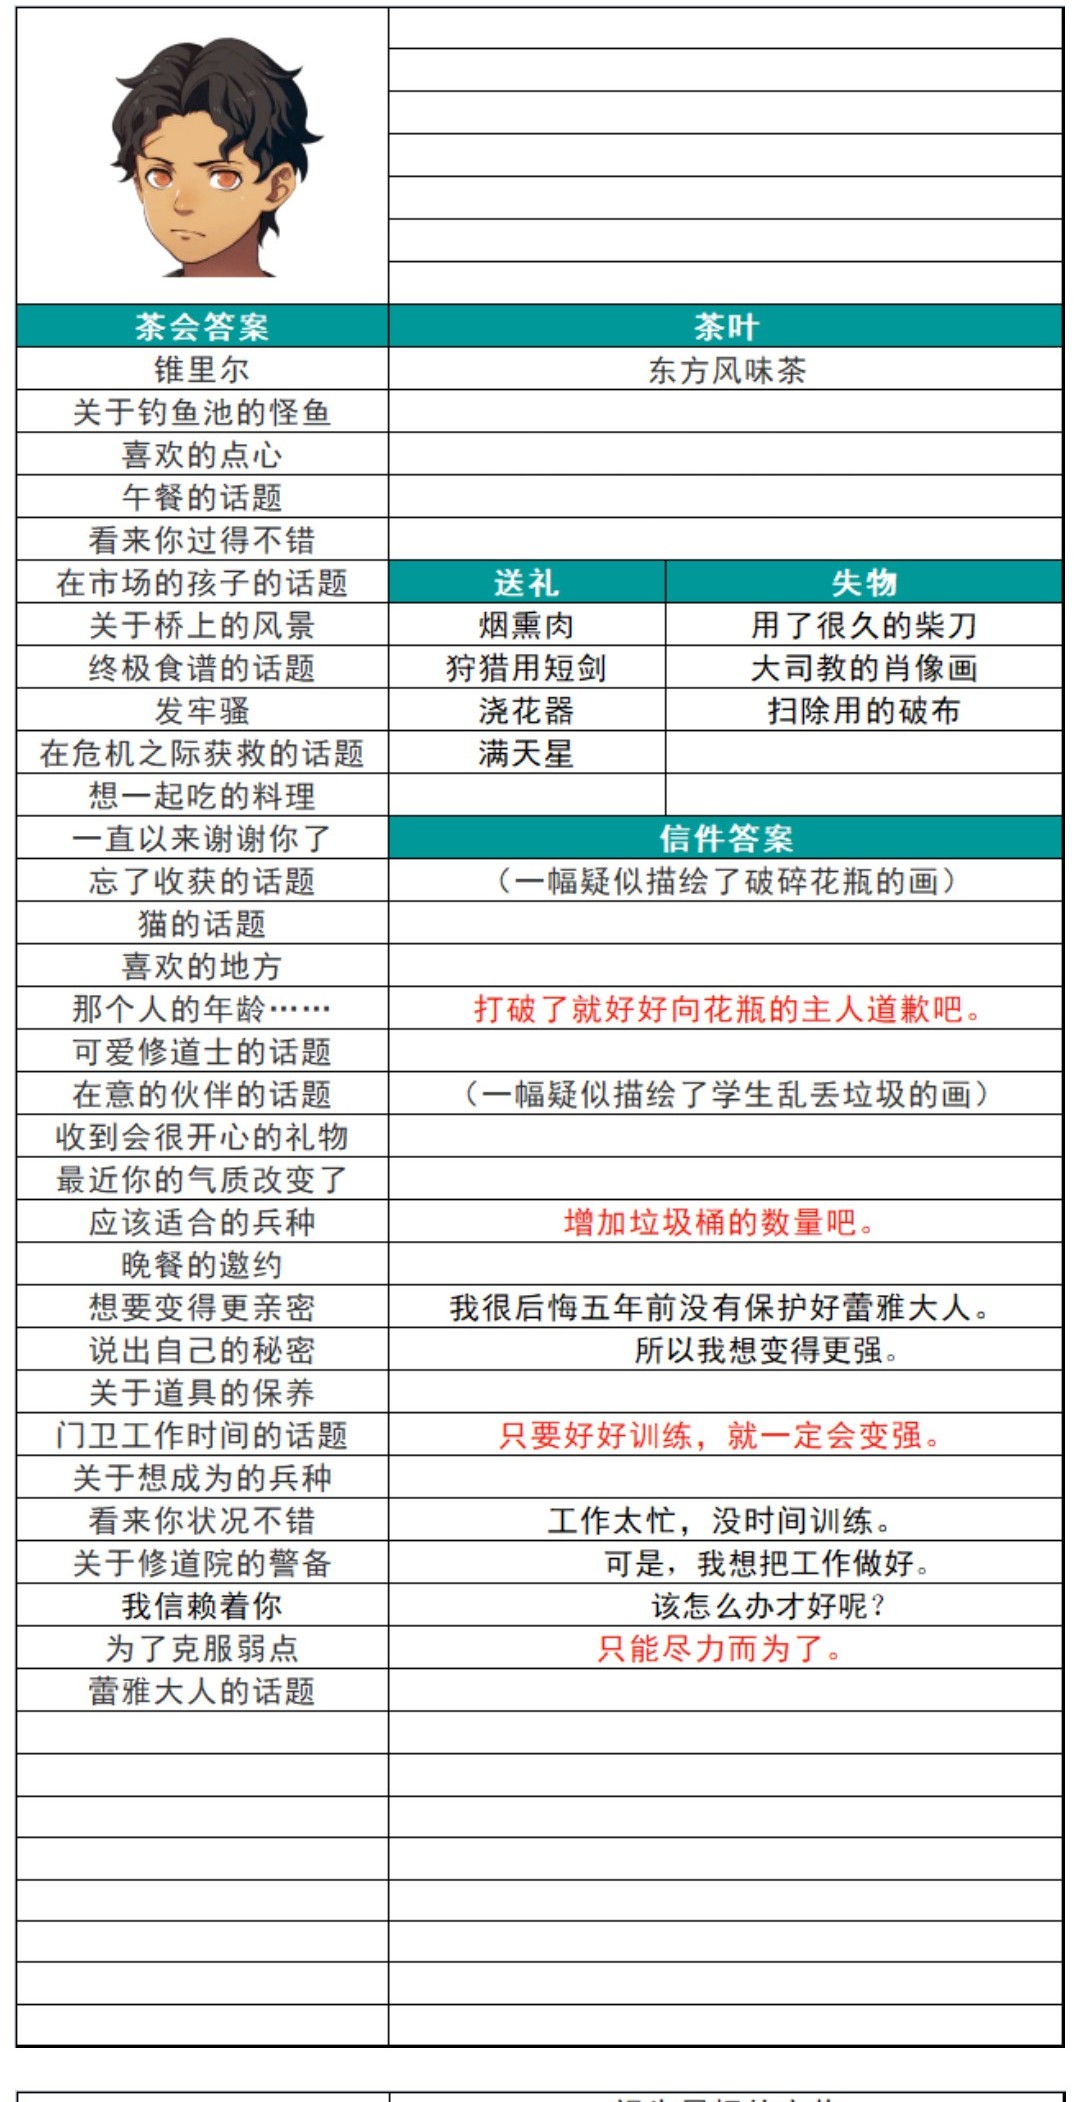 茶会答案 茶叶
锥里尔 东方风味茶
关于钓鱼池的怪鱼
喜欢的点心
午餐的话题
看来你过得不错
在市场的孩子的话题 送礼 失物
关于桥上的风景 烟熏肉 用了很久的柴刀
终极食谱的话题 狩猎用短剑 大司教的肖像画
发牢骚 浇花器 扫除用的破布
在危机之际获救的话题 满天星
想一起吃的料理
一直以来谢谢你了 信件答案
忘了收获的话题 （一幅疑似描绘了破碎花瓶的画）
猫的话题
喜欢的地方
那个人的年龄…… 打破了就好好向花瓶的主人道歉吧。
可爱修道士的话题
在意的伙伴的话题 （一幅疑似描绘了学生乱丢垃圾的画）
收到会很开心的礼物
最近你的气质改变了
应该适合的兵种 增加垃圾桶的数量吧。
晚餐的邀约
想要变得更亲密 我很后悔五年前没有保护好蕾雅大人。
说出自己的秘密 所以我想变得更强。
关于道具的保养
门卫工作时间的话题 只要好好训练，就一定会变强。
关于想成为的兵种
看来你状况不错 工作太忙，没时间训练。
关于修道院的警备 可是，我想把工作做好。
我信赖着你 该怎么办才好呢？
为了克服弱点 只能尽力而为了。
蕾雅大人的话题